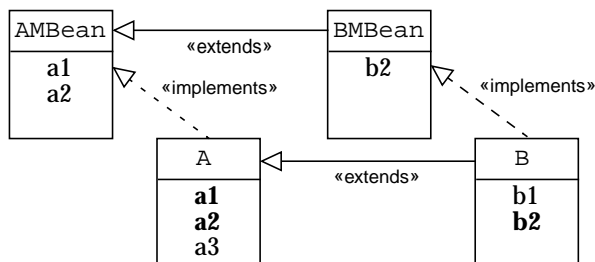 AMBean
BMBean
«extends»
a1
a2
b2
«implements»
«implements»
A
B
«extends»
a1
a2
a3
b1
b2